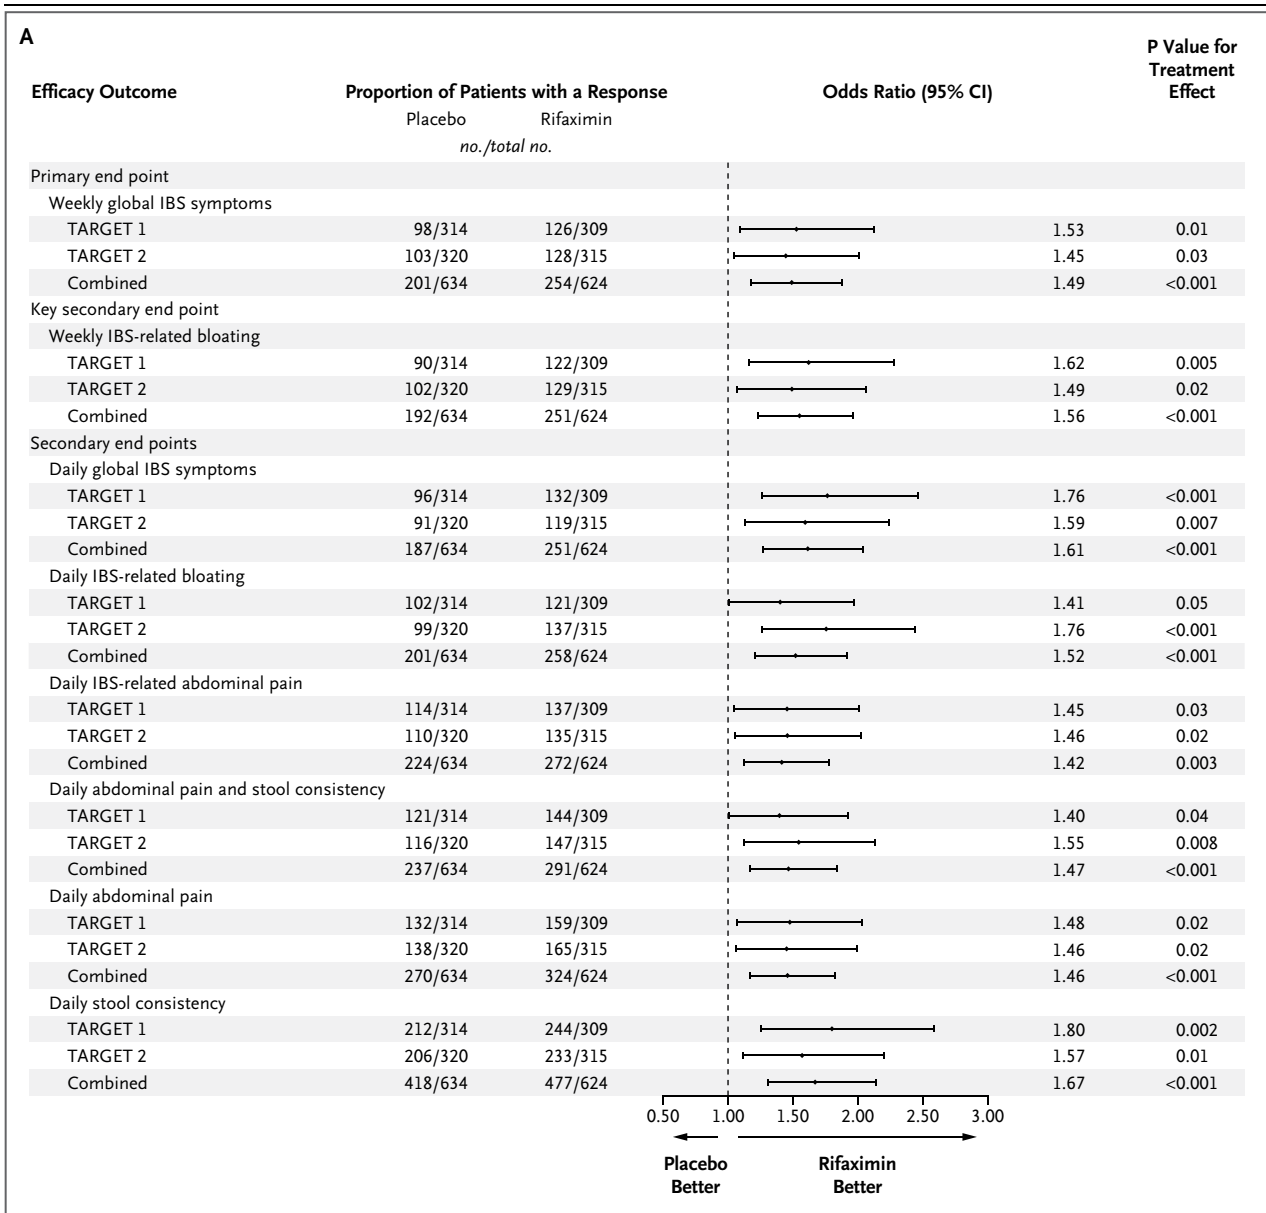 A
P Value for
Treatment
Effect
Efficacy Outcome Proportion of Patients with a Response Odds Ratio (95% CI)
Placebo Rifaximin
no./total no.
Primary end point
Weekly global IBS symptoms
TARGET 1 98/314 126/309 1.53 0.01
TARGET 2 103/320 128/315 1.45 0.03
Combined 201/634 254/624 1.49 <0.001
Key secondary end point
Weekly IBS-related bloating
TARGET 1 90/314 122/309 1.62 0.005
TARGET 2 102/320 129/315 1.49 0.02
Combined 192/634 251/624 1.56 <0.001
Secondary end points
Daily global IBS symptoms
TARGET 1 96/314 132/309 1.76 <0.001
TARGET 2 91/320 119/315 1.59 0.007
Combined 187/634 251/624 1.61 <0.001
Daily IBS-related bloating
TARGET 1 102/314 121/309 1.41 0.05
TARGET 2 99/320 137/315 1.76 <0.001
Combined 201/634 258/624 1.52 <0.001
Daily IBS-related abdominal pain
TARGET 1 114/314 137/309 1.45 0.03
TARGET 2 110/320 135/315 1.46 0.02
Combined 224/634 272/624 1.42 0.003
Daily abdominal pain and stool consistency
TARGET 1 121/314 144/309 1.40 0.04
TARGET 2 116/320 147/315 1.55 0.008
Combined 237/634 291/624 1.47 <0.001
Daily abdominal pain
TARGET 1 132/314 159/309 1.48 0.02
TARGET 2 138/320 165/315 1.46 0.02
Combined 270/634 324/624 1.46 <0.001
Daily stool consistency
TARGET 1 212/314 244/309 1.80 0.002
TARGET 2 206/320 233/315 1.57 0.01
Combined 418/634 477/624 1.67 <0.001
0.50 1.00 1.50 2.00 2.50 3.00
Placebo Rifaximin
Better Better